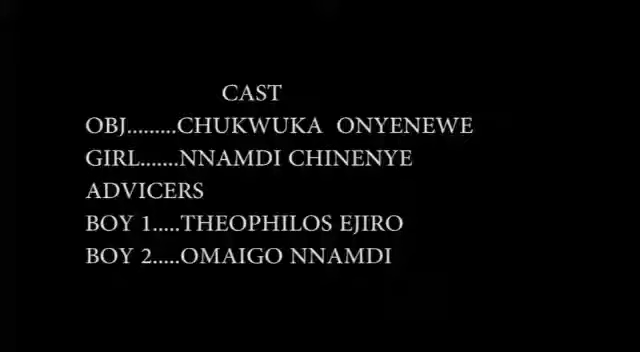 CAST
OBJ.........CHUKWUKA ONYENEWE
GIRL.......NNAMDI CHINENYE
ADVICERS
BOY 1.....THEOPHILOS EJIRO
BOY 2.....OMAIGO NNAMDI